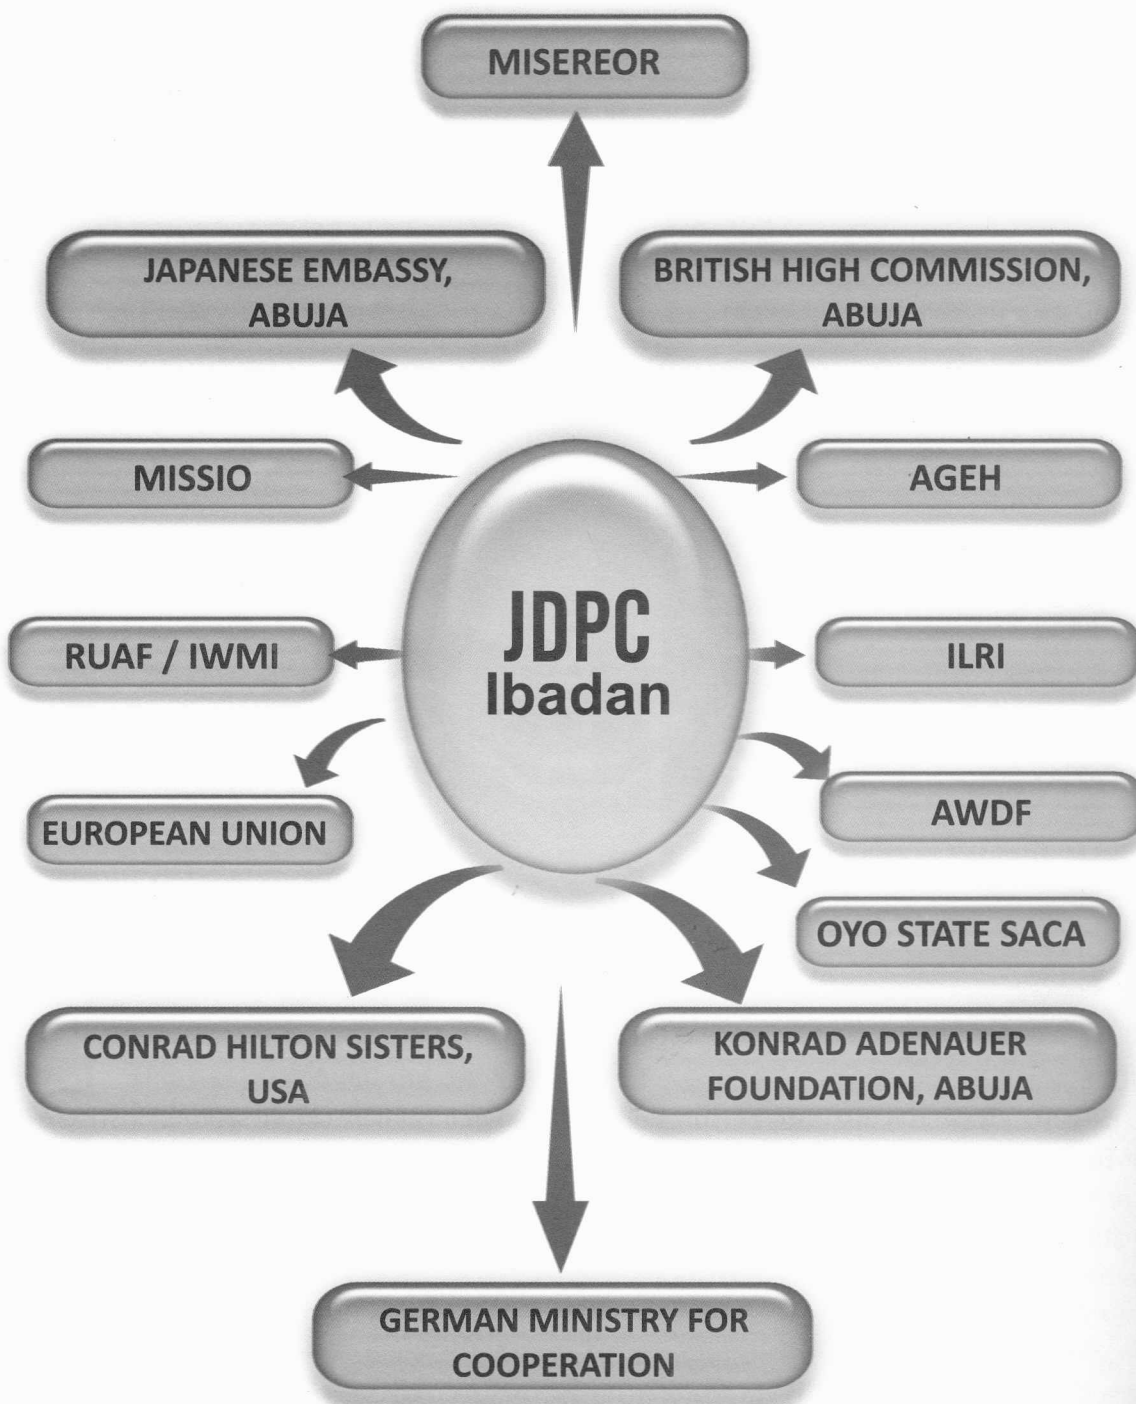 MISEREOR
JAPANESE EMBASSY,
ABUJA
BRITISH HIGH COMMISSION,
ABUJA
MISSIO
AGEH
JDPC
Ibadan
RUAF / IWMI
ILRI
EUROPEAN UNION
AWDF
OYO STATE SACA
CONRAD HILTON SISTERS,
USA
KONRAD ADENAUER
FOUNDATION, ABUJA
GERMAN MINISTRY FOR
COOPERATION